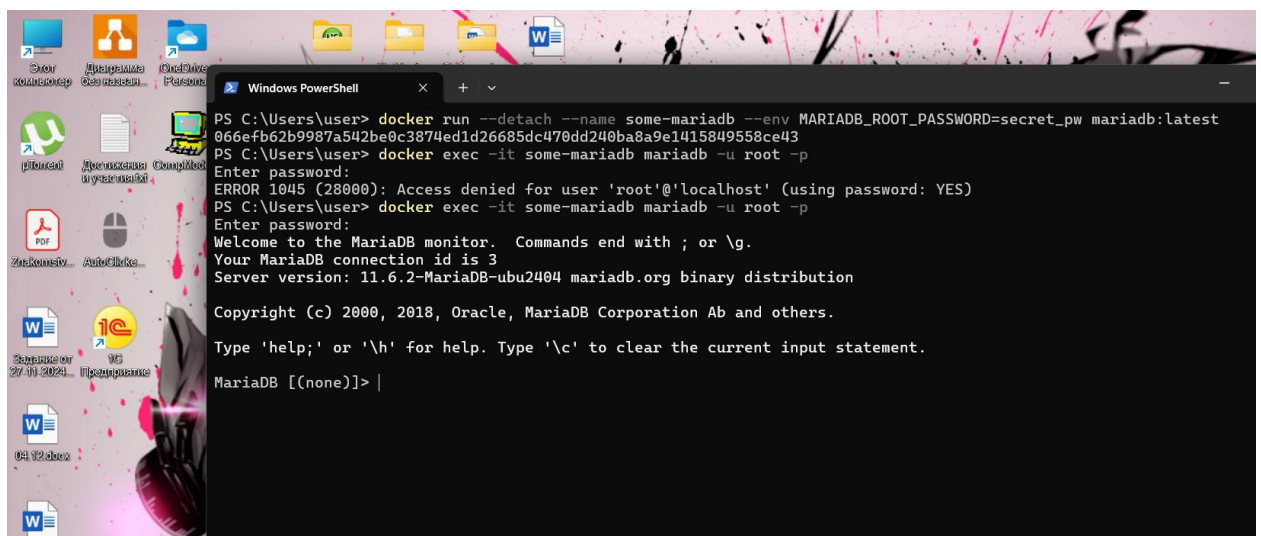 Этот
компьютер
Диаграмма
без назван...
OneDrive
Persona
µTorrent
Достижения
и участия.txt
PDF
Znakomstv...
AutoClicke...
Задание от
27-11-2024...
1С
Предприятие
04.12.docx
Windows PowerShell
PS C:\Users\user> docker run --detach --name some-mariadb --env MARIADB_ROOT_PASSWORD=secret_pw mariadb:latest
066efb62b9987a542be0c3874ed1d26685dc470dd240ba8a9e1415849558ce43
PS C:\Users\user> docker exec -it some-mariadb mariadb -u root -p
Enter password:
ERROR 1045 (28000): Access denied for user 'root'@'localhost' (using password: YES)
PS C:\Users\user> docker exec -it some-mariadb mariadb -u root -p
Enter password:
Welcome to the MariaDB monitor.  Commands end with ; or \g.
Your MariaDB connection id is 3
Server version: 11.6.2-MariaDB-ubu2404 mariadb.org binary distribution
Copyright (c) 2000, 2018, Oracle, MariaDB Corporation Ab and others.
Type 'help;' or '\h' for help. Type '\c' to clear the current input statement.
MariaDB [(none)]>